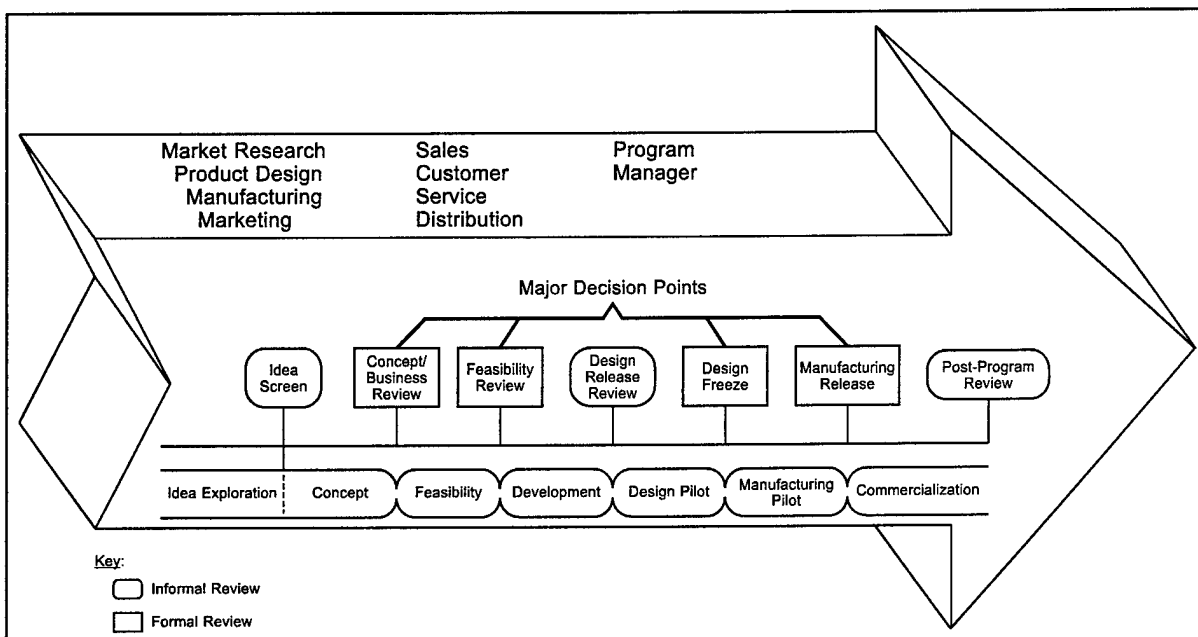 Market Research
Product Design
Manufacturing
Marketing
Sales
Customer
Service
Distribution
Program
Manager
Major Decision Points
Idea
Screen
Concept/
Business
Review
Feasibility
Review
Design
Release
Review
Design
Freeze
Manufacturing
Release
Post-Program
Review
Idea Exploration
Concept
Feasibility
Development
Design Pilot
Manufacturing
Pilot
Commercialization
Key:
Informal Review
Formal Review